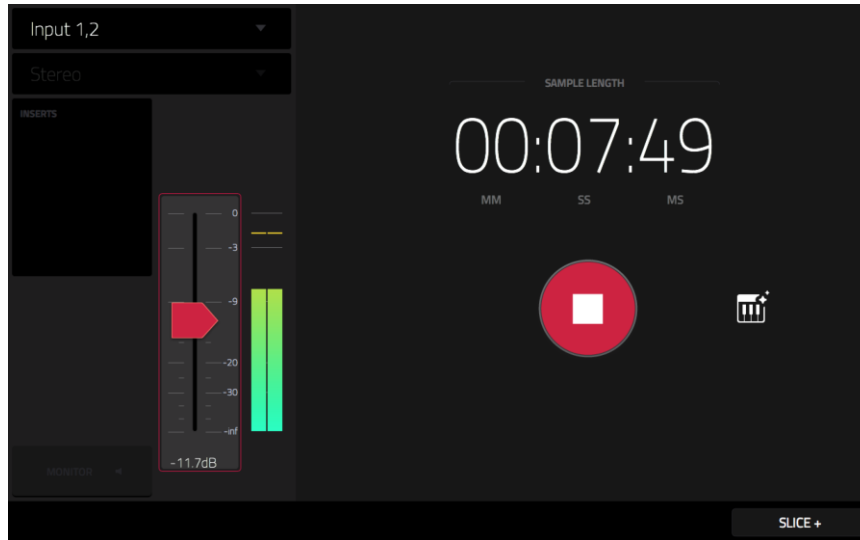 Input 1,2
Stereo
INSERTS
0
-3
-9
-20
-30
-inf
-11.7dB
MONITOR
SAMPLE LENGTH
00:07:49
MM SS MS
SLICE +